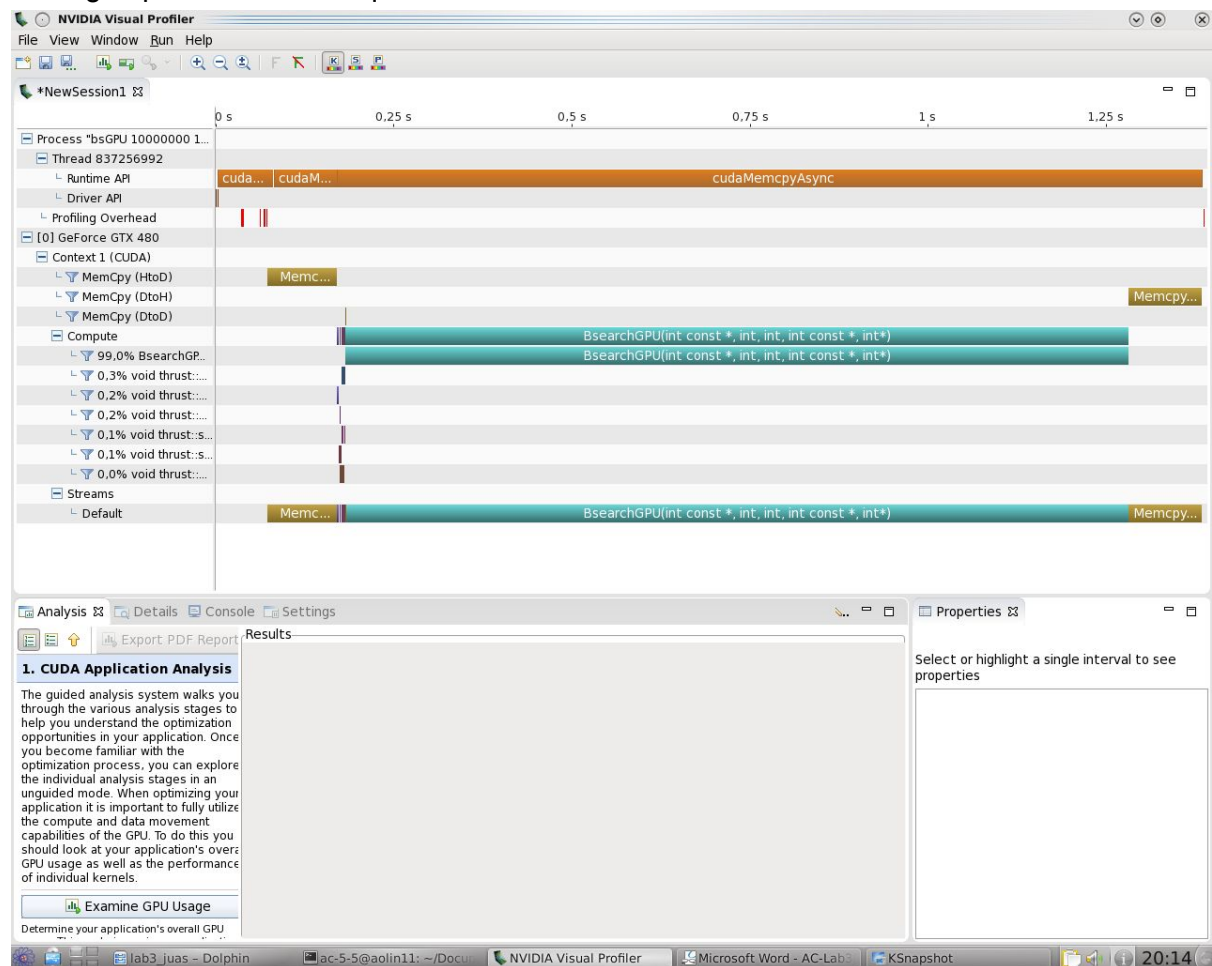 NVIDIA Visual Profiler
File View Window Run Help
*NewSession1
0 s 0,25 s 0,5 s 0,75 s 1 s 1,25 s
Process "bsGPU 10000000 1...
Thread 837256992
Runtime API cuda... cudaM... cudaMemcpyAsync
Driver API
Profiling Overhead
[0] GeForce GTX 480
Context 1 (CUDA)
MemCpy (HtoD) Memc...
MemCpy (DtoH) Memcpy...
MemCpy (DtoD)
Compute BsearchGPU(int const *, int, int, int const *, int*)
99,0% BsearchGP... BsearchGPU(int const *, int, int, int const *, int*)
0,3% void thrust::...
0,2% void thrust::...
0,2% void thrust::...
0,1% void thrust::s...
0,1% void thrust::s...
0,0% void thrust::...
Streams
Default Memc... BsearchGPU(int const *, int, int, int const *, int*) Memcpy...
Analysis Details Console Settings
Export PDF Report
Results
1. CUDA Application Analysis
The guided analysis system walks you
through the various analysis stages to
help you understand the optimization
opportunities in your application. Once
you become familiar with the
optimization process, you can explore
the individual analysis stages in an
unguided mode. When optimizing your
application it is important to fully utilize
the compute and data movement
capabilities of the GPU. To do this you
should look at your application's overa
GPU usage as well as the performance
of individual kernels.
Examine GPU Usage
Determine your application's overall GPU
Properties
Select or highlight a single interval to see
properties
lab3_juas – Dolphin ac-5-5@aolin11: ~/Docu NVIDIA Visual Profiler Microsoft Word - AC-Lab3 KSnapshot 20:14